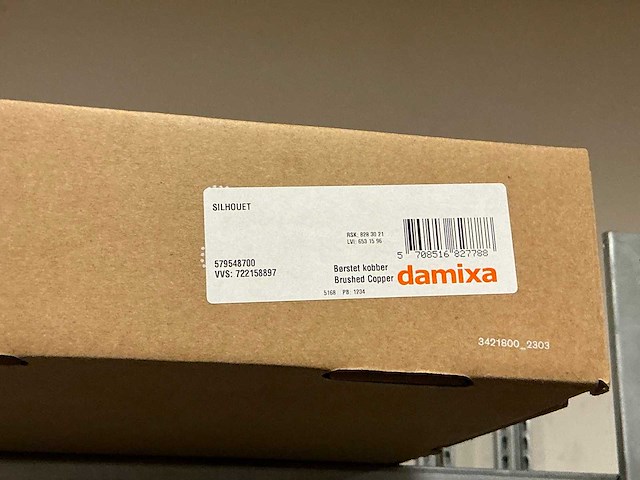 SILHOUET
RSK: 828 30 21
LVI: 653 15 96
5 708516 827788
579548700
VVS: 722158897
Børstet kobber
Brushed Copper
damixa
5168 PB: 1234
3421800_2303